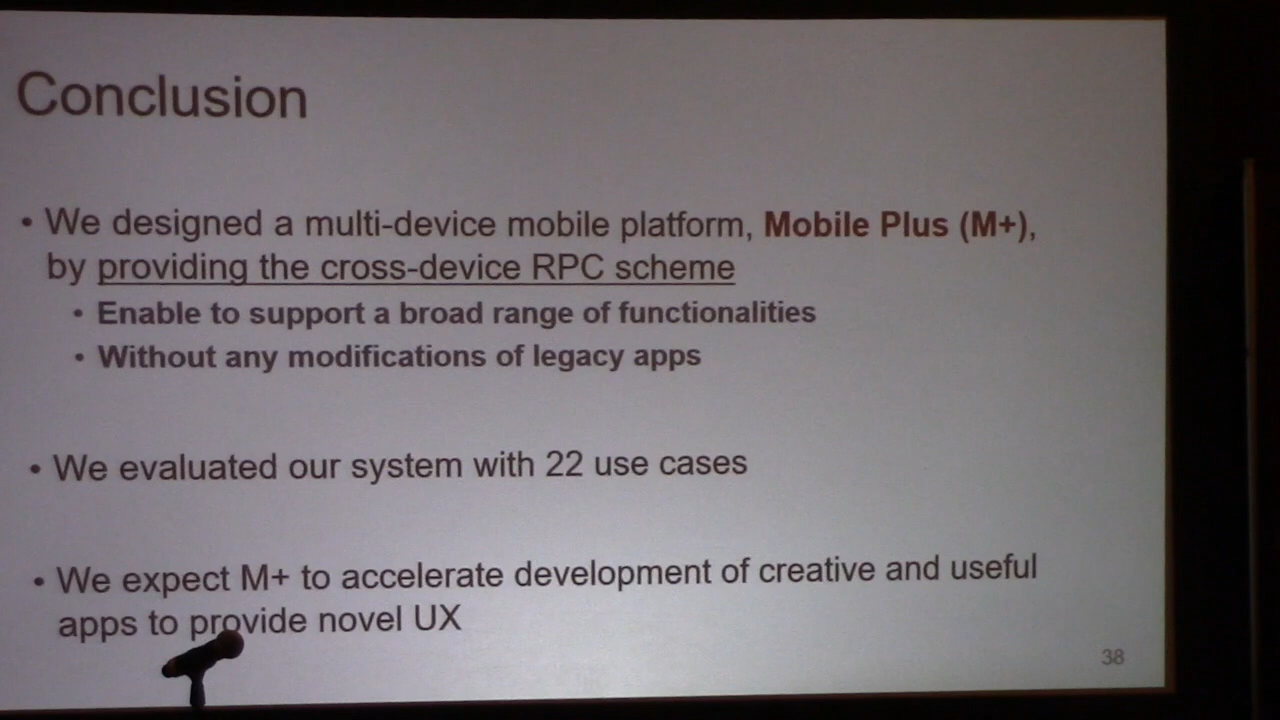 Conclusion
• We designed a multi-device mobile platform, Mobile Plus (M+),
by providing the cross-device RPC scheme
• Enable to support a broad range of functionalities
• Without any modifications of legacy apps
• We evaluated our system with 22 use cases
• We expect M+ to accelerate development of creative and useful
apps to provide novel UX
38